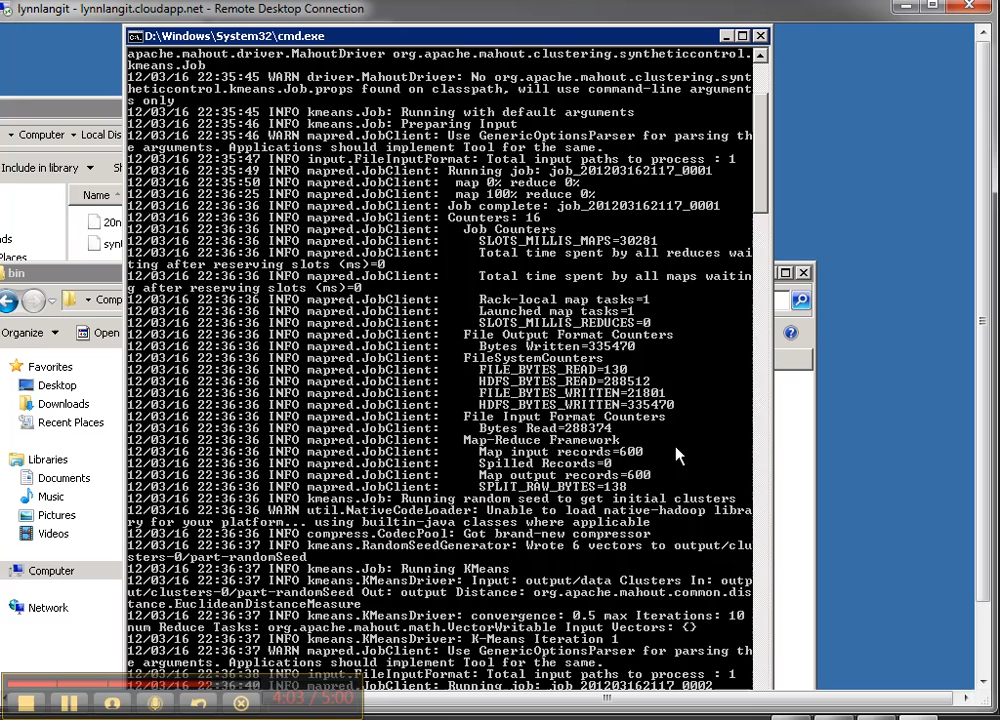 lynnlangit - lynnlangit.cloudapp.net - Remote Desktop Connection
D:\Windows\System32\cmd.exe
apache.mahout.driver.MahoutDriver org.apache.mahout.clustering.syntheticcontrol.
kmeans.Job
12/03/16 22:35:45 WARN driver.MahoutDriver: No org.apache.mahout.clustering.synt
heticcontrol.kmeans.Job.props found on classpath, will use command-line argument
s only
12/03/16 22:35:45 INFO kmeans.Job: Running with default arguments
12/03/16 22:35:45 INFO kmeans.Job: Preparing Input
12/03/16 22:35:45 WARN mapred.JobClient: Use GenericOptionsParser for parsing th
e arguments. Applications should implement Tool for the same.
12/03/16 22:35:47 INFO input.FileInputFormat: Total input paths to process : 1
12/03/16 22:35:49 INFO mapred.JobClient: Running job: job_201203162117_0001
12/03/16 22:35:50 INFO mapred.JobClient:  map 0% reduce 0%
12/03/16 22:36:25 INFO mapred.JobClient:  map 100% reduce 0%
12/03/16 22:36:36 INFO mapred.JobClient: Job complete: job_201203162117_0001
12/03/16 22:36:36 INFO mapred.JobClient: Counters: 16
12/03/16 22:36:36 INFO mapred.JobClient:   Job Counters
12/03/16 22:36:36 INFO mapred.JobClient:     SLOTS_MILLIS_MAPS=30281
12/03/16 22:36:36 INFO mapred.JobClient:     Total time spent by all reduces wai
ting after reserving slots (ms)=0
12/03/16 22:36:36 INFO mapred.JobClient:     Total time spent by all maps waitin
g after reserving slots (ms)=0
12/03/16 22:36:36 INFO mapred.JobClient:     Rack-local map tasks=1
12/03/16 22:36:36 INFO mapred.JobClient:     Launched map tasks=1
12/03/16 22:36:36 INFO mapred.JobClient:     SLOTS_MILLIS_REDUCES=0
12/03/16 22:36:36 INFO mapred.JobClient:   File Output Format Counters
12/03/16 22:36:36 INFO mapred.JobClient:     Bytes Written=335470
12/03/16 22:36:36 INFO mapred.JobClient:   FileSystemCounters
12/03/16 22:36:36 INFO mapred.JobClient:     FILE_BYTES_READ=130
12/03/16 22:36:36 INFO mapred.JobClient:     HDFS_BYTES_READ=288512
12/03/16 22:36:36 INFO mapred.JobClient:     FILE_BYTES_WRITTEN=21801
12/03/16 22:36:36 INFO mapred.JobClient:     HDFS_BYTES_WRITTEN=335470
12/03/16 22:36:36 INFO mapred.JobClient:   File Input Format Counters
12/03/16 22:36:36 INFO mapred.JobClient:     Bytes Read=288374
12/03/16 22:36:36 INFO mapred.JobClient:   Map-Reduce Framework
12/03/16 22:36:36 INFO mapred.JobClient:     Map input records=600
12/03/16 22:36:36 INFO mapred.JobClient:     Spilled Records=0
12/03/16 22:36:36 INFO mapred.JobClient:     Map output records=600
12/03/16 22:36:36 INFO mapred.JobClient:     SPLIT_RAW_BYTES=138
12/03/16 22:36:36 INFO kmeans.Job: Running random seed to get initial clusters
12/03/16 22:36:36 WARN util.NativeCodeLoader: Unable to load native-hadoop libra
ry for your platform... using builtin-java classes where applicable
12/03/16 22:36:36 INFO compress.CodecPool: Got brand-new compressor
12/03/16 22:36:37 INFO kmeans.RandomSeedGenerator: Wrote 6 vectors to output/clu
sters-0/part-randomSeed
12/03/16 22:36:37 INFO kmeans.Job: Running KMeans
12/03/16 22:36:37 INFO kmeans.KMeansDriver: Input: output/data Clusters In: outp
ut/clusters-0/part-randomSeed Out: output Distance: org.apache.mahout.common.dis
tance.EuclideanDistanceMeasure
12/03/16 22:36:37 INFO kmeans.KMeansDriver: convergence: 0.5 max Iterations: 10
num Reduce Tasks: org.apache.mahout.math.VectorWritable Input Vectors: {}
12/03/16 22:36:37 INFO kmeans.KMeansDriver: K-Means Iteration 1
12/03/16 22:36:37 WARN mapred.JobClient: Use GenericOptionsParser for parsing th
e arguments. Applications should implement Tool for the same.
12/03/16 22:36:38 INFO input.FileInputFormat: Total input paths to process : 1
12/03/16 22:36:40 INFO mapred.JobClient: Running job: job_201203162117_0002
Computer
Local Dis
Include in library
Sh
Name
20n
syn
ds
Places
bin
Comp
Organize
Open
Favorites
Desktop
Downloads
Recent Places
Libraries
Documents
Music
Pictures
Videos
Computer
Network
4:03 / 5:00